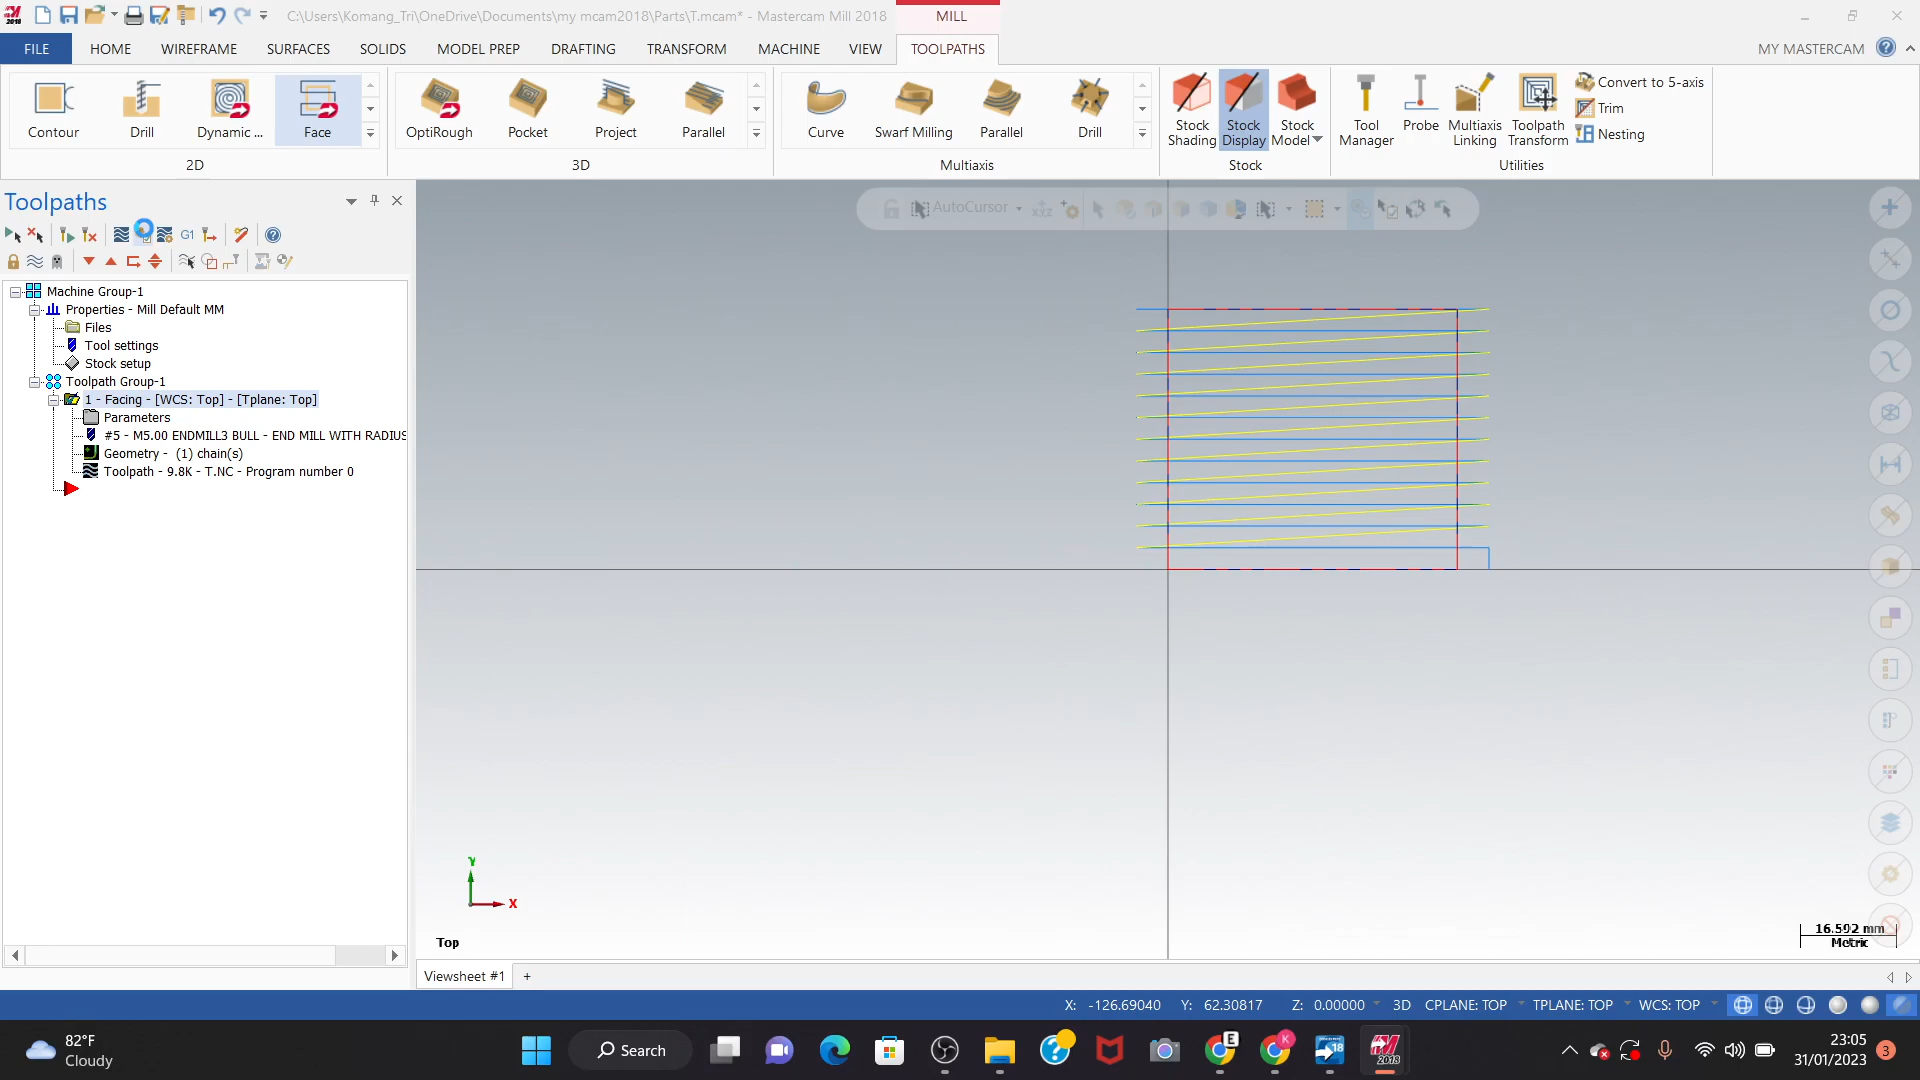 C:\Users\Komang_Tri\OneDrive\Documents\my mcam2018\Parts\T.mcam* - Mastercam Mill 2018
MILL
FILE HOME WIREFRAME SURFACES SOLIDS MODEL PREP DRAFTING TRANSFORM MACHINE VIEW TOOLPATHS MY MASTERCAM
Contour Drill Dynamic ... Face
OptiRough Pocket Project Parallel
Curve Swarf Milling Parallel Drill
Stock Shading
Stock Display
Stock Model
Tool Manager
Probe
Multiaxis Linking
Toolpath Transform
Convert to 5-axis
Trim
Nesting
2D 3D Multiaxis Stock Utilities
Toolpaths
AutoCursor
G1
Machine Group-1
Properties - Mill Default MM
Files
Tool settings
Stock setup
Toolpath Group-1
1 - Facing - [WCS: Top] - [Tplane: Top]
Parameters
#5 - M5.00 ENDMILL3 BULL - END MILL WITH RADIUS
Geometry - (1) chain(s)
Toolpath - 9.8K - T.NC - Program number 0
Y
X
Top
16.592 mm
Metric
Viewsheet #1 +
X: -126.69040 Y: 62.30817 Z: 0.00000 3D CPLANE: TOP TPLANE: TOP WCS: TOP
82°F
Cloudy
Search
E
K
18
2018
23:05
31/01/2023
3